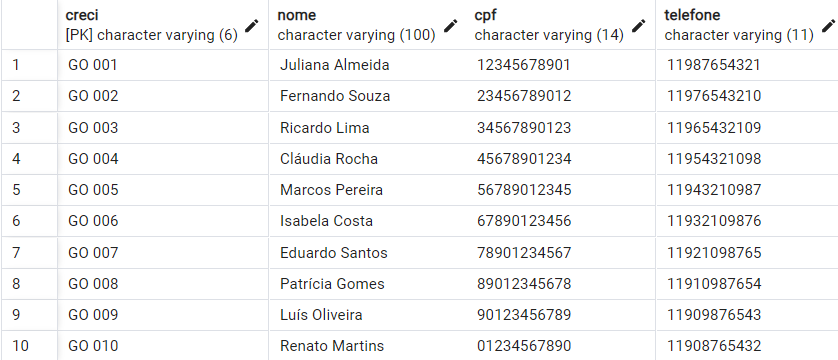 creci nome cpf telefone
[PK] character varying (6) character varying (100) character varying (14) character varying (11)
1 GO 001 Juliana Almeida 12345678901 11987654321
2 GO 002 Fernando Souza 23456789012 11976543210
3 GO 003 Ricardo Lima 34567890123 11965432109
4 GO 004 Cláudia Rocha 45678901234 11954321098
5 GO 005 Marcos Pereira 56789012345 11943210987
6 GO 006 Isabela Costa 67890123456 11932109876
7 GO 007 Eduardo Santos 78901234567 11921098765
8 GO 008 Patrícia Gomes 89012345678 11910987654
9 GO 009 Luís Oliveira 90123456789 11909876543
10 GO 010 Renato Martins 01234567890 11908765432